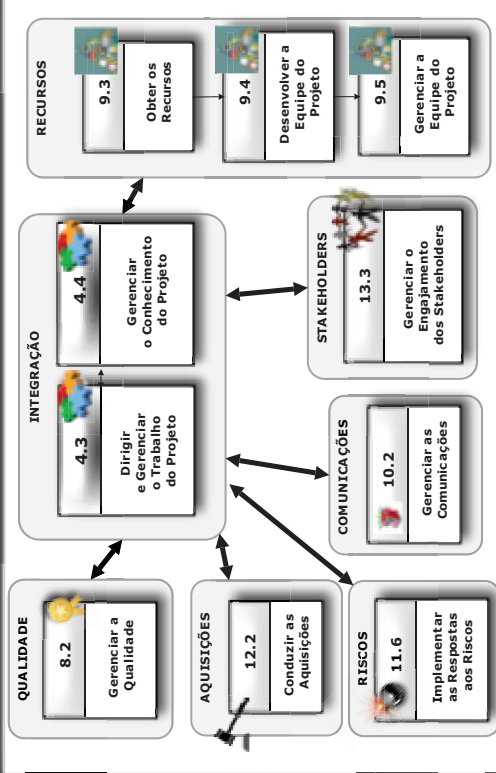 QUALIDADE
8.2
Gerenciar a
Qualidade
INTEGRAÇÃO
4.3
Dirigir
e Gerenciar
o Trabalho
do Projeto
4.4
Gerenciar
o Conhecimento
do Projeto
RECURSOS
9.3
Obter os
Recursos
9.4
Desenvolver a
Equipe do
Projeto
9.5
Gerenciar a
Equipe do
Projeto
AQUISIÇÕES
12.2
Conduzir as
Aquisições
RISCOS
11.6
Implementar
as Respostas
aos Riscos
COMUNICAÇÕES
10.2
Gerenciar as
Comunicações
STAKEHOLDERS
13.3
Gerenciar o
Engajamento
dos Stakeholders